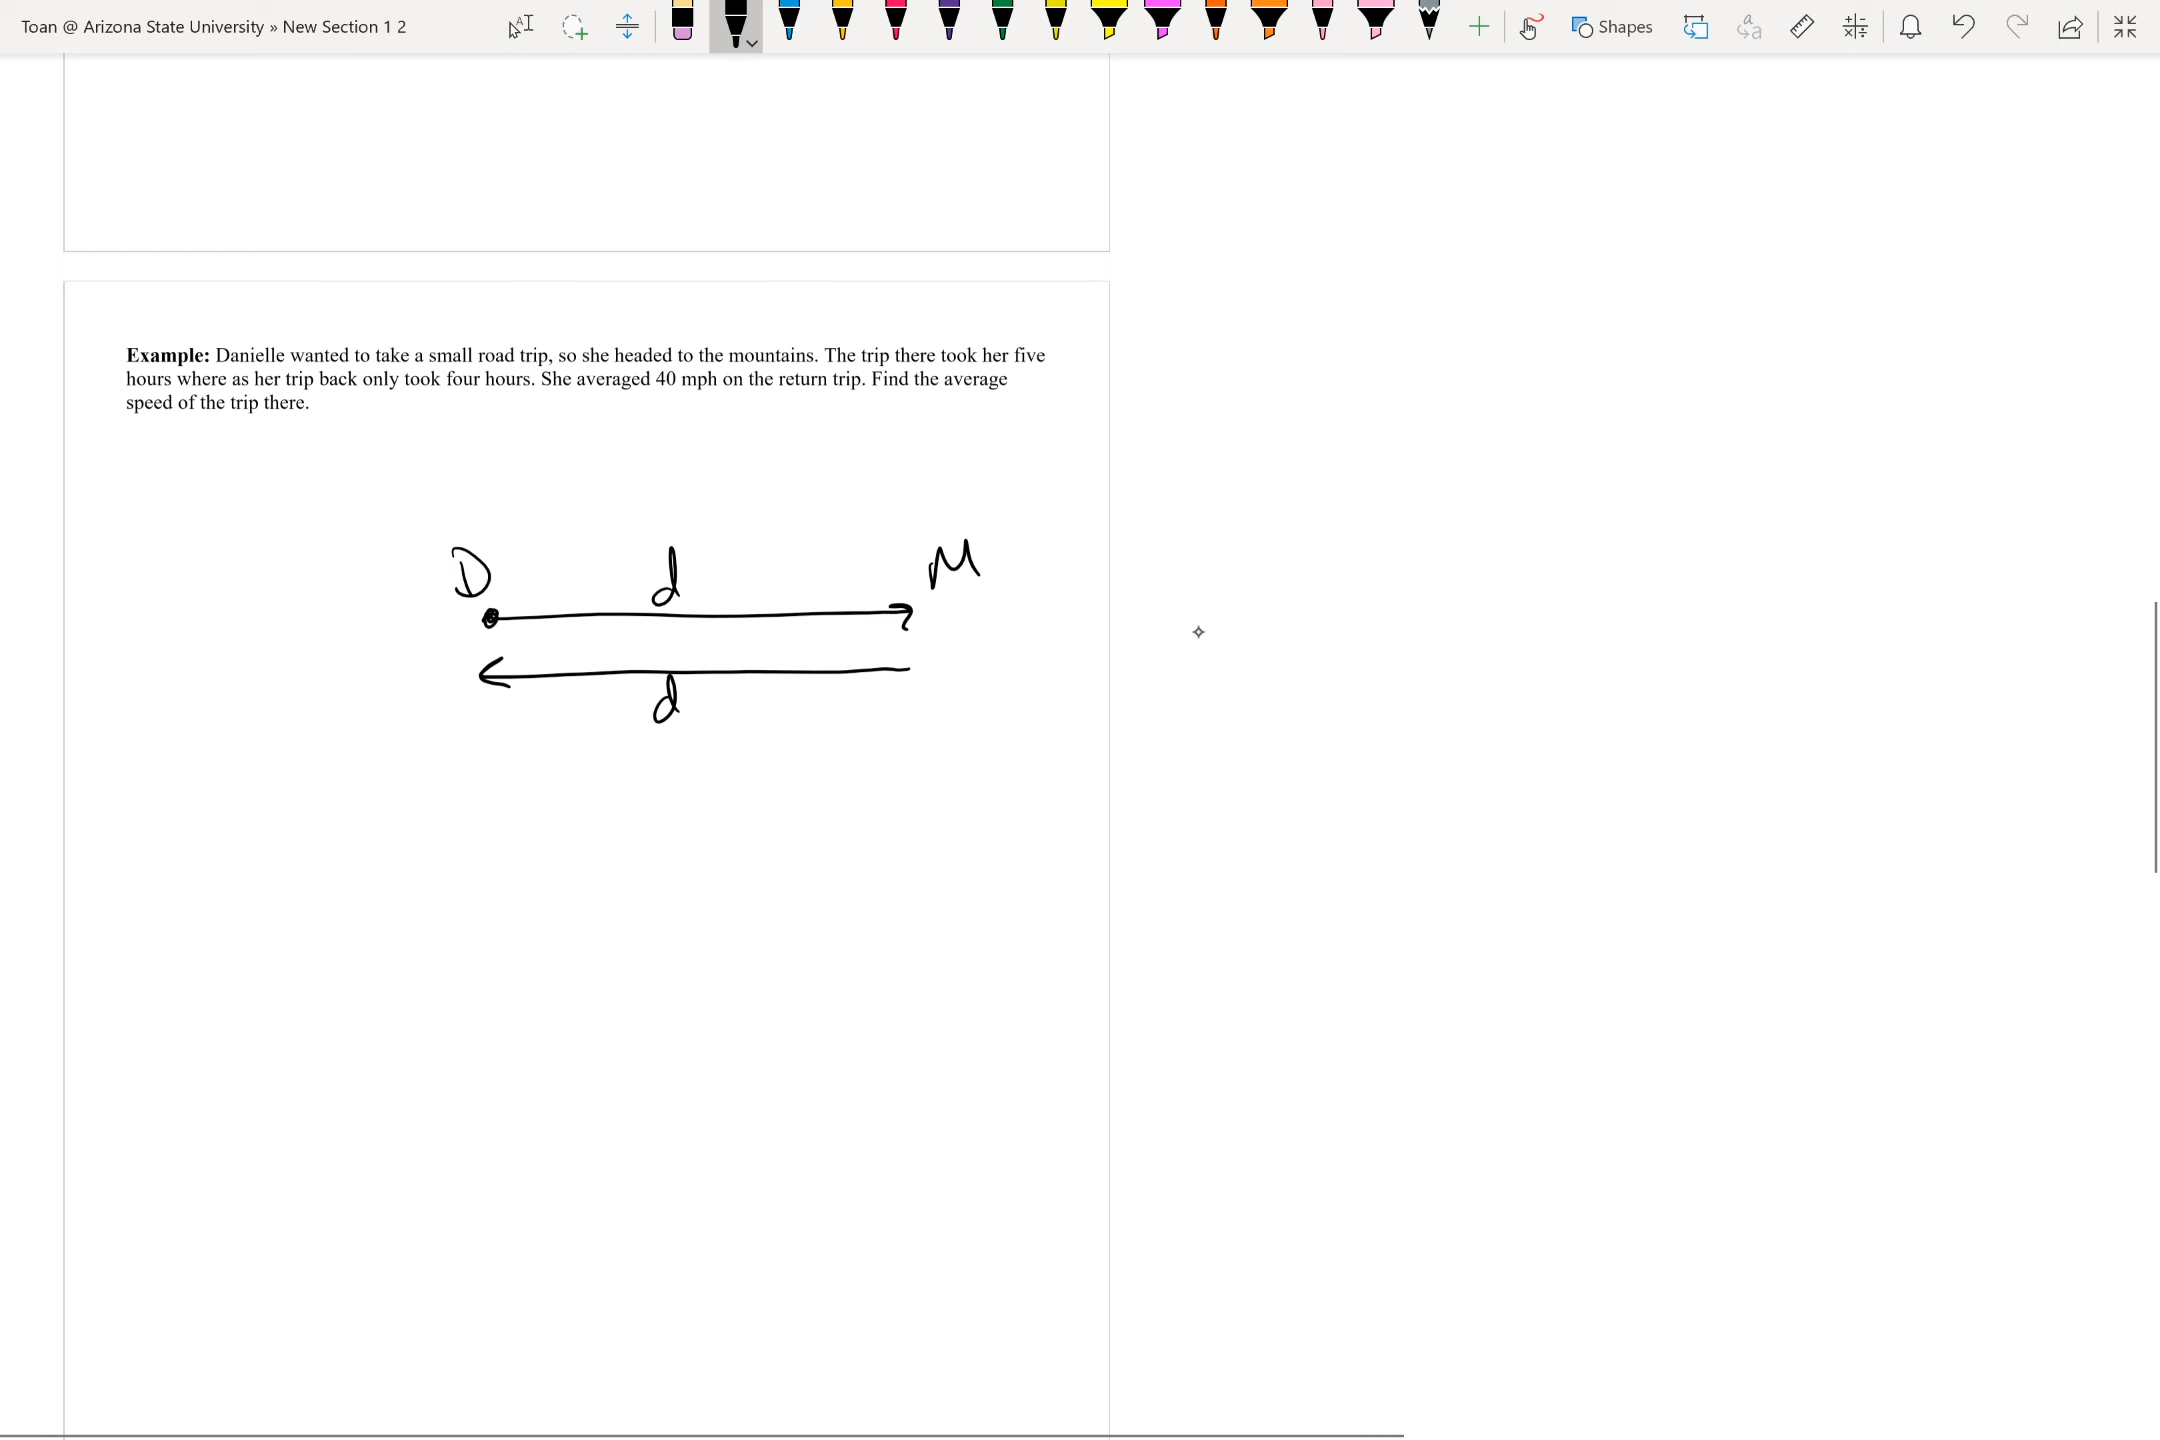 Toan @ Arizona State University » New Section 1 2
Shapes
Example: Danielle wanted to take a small road trip, so she headed to the mountains. The trip there took her five
hours where as her trip back only took four hours. She averaged 40 mph on the return trip. Find the average
speed of the trip there.
D d M
d